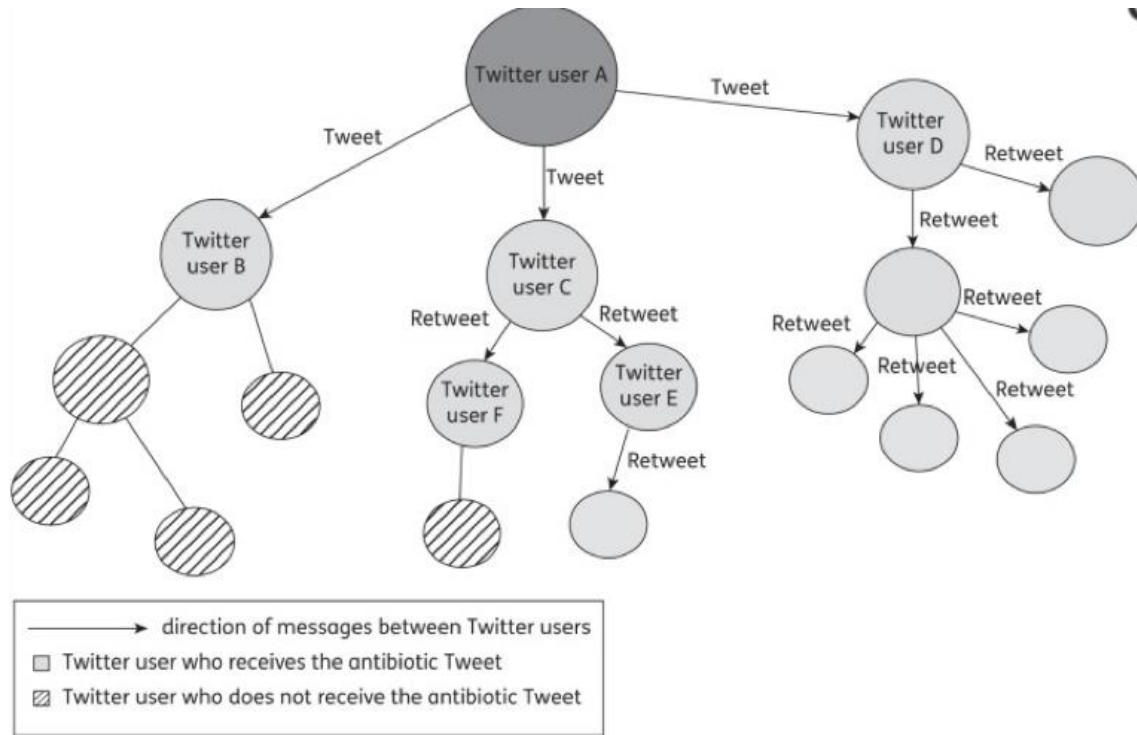 Twitter user A
Tweet
Tweet
Tweet
Twitter
user D
Retweet
Retweet
Twitter
user B
Twitter
user C
Retweet
Retweet
Retweet
Retweet
Retweet
Retweet
Twitter
user F
Twitter
user E
Retweet
direction of messages between Twitter users
Twitter user who receives the antibiotic Tweet
Twitter user who does not receive the antibiotic Tweet